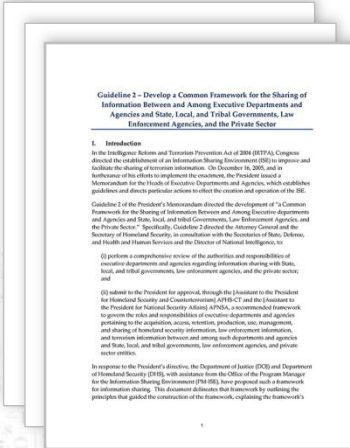 Guideline 2 – Develop a Common Framework for the Sharing of
Information Between and Among Executive Departments and
Agencies and State, Local, and Tribal Governments, Law
Enforcement Agencies, and the Private Sector
I. Introduction
In the Intelligence Reform and Terrorism Prevention Act of 2004 (IRTPA), Congress
directed the establishment of an Information Sharing Environment (ISE) to improve and
facilitate the sharing of terrorism information. On December 16, 2005, and in
furtherance of his efforts to implement the enactment, the President issued a
Memorandum for the Heads of Executive Departments and Agencies, which establishes
guidelines and directs particular actions to effect the creation and operation of the ISE.
Guideline 2 of the President's Memorandum directed the development of "a Common
Framework for the Sharing of Information Between and Among Executive departments
and Agencies and State, local, and tribal Governments, Law Enforcement Agencies, and
the Private Sector." Specifically, Guideline 2 directed the Attorney General and the
Secretary of Homeland Security, in consultation with the Secretaries of State, Defense,
and Health and Human Services and the Director of National Intelligence, to:
(i) perform a comprehensive review of the authorities and responsibilities of
executive departments and agencies regarding information sharing with State,
local, and tribal governments, law enforcement agencies, and the private sector;
and
(ii) submit to the President for approval, through the [Assistant to the President
for Homeland Security and Counterterrorism] APHS-CT and the [Assistant to
the President for National Security Affairs] APNSA, a recommended framework
to govern the roles and responsibilities of executive departments and agencies
pertaining to the acquisition, access, retention, production, use, management,
and sharing of homeland security information, law enforcement information,
and terrorism information between and among such departments and agencies
and State, local, and tribal governments, law enforcement agencies, and private
sector entities.
In response to the President's directive, the Department of Justice (DOJ) and Department
of Homeland Security (DHS), with assistance from the Office of the Program Manager
for the Information Sharing Environment (PM-ISE), have proposed such a framework
for information sharing. This document delineates that framework by outlining the
principles that guided the construction of the framework, explaining the framework's